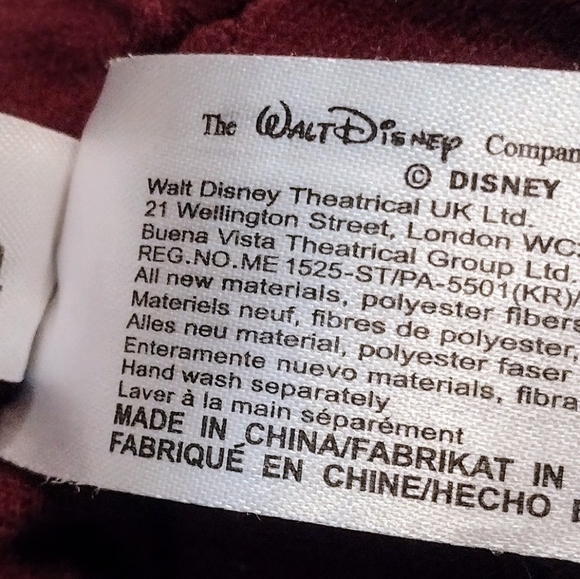 The WALT DISNEY Compan
© DISNEY
Walt Disney Theatrical UK Ltd.
21 Wellington Street, London WC
Buena Vista Theatrical Group Ltd
REG.NO.ME 1525-ST/PA-5501(KR)/
All new materials, polyester fibers
Materiels neuf, fibres de polyester,
Alles neu material, polyester faser
Enteramente nuevo materials, fibra
Hand wash separately
Laver à la main séparément
MADE IN CHINA/FABRIKAT IN
FABRIQUÉ EN CHINE/HECHO E